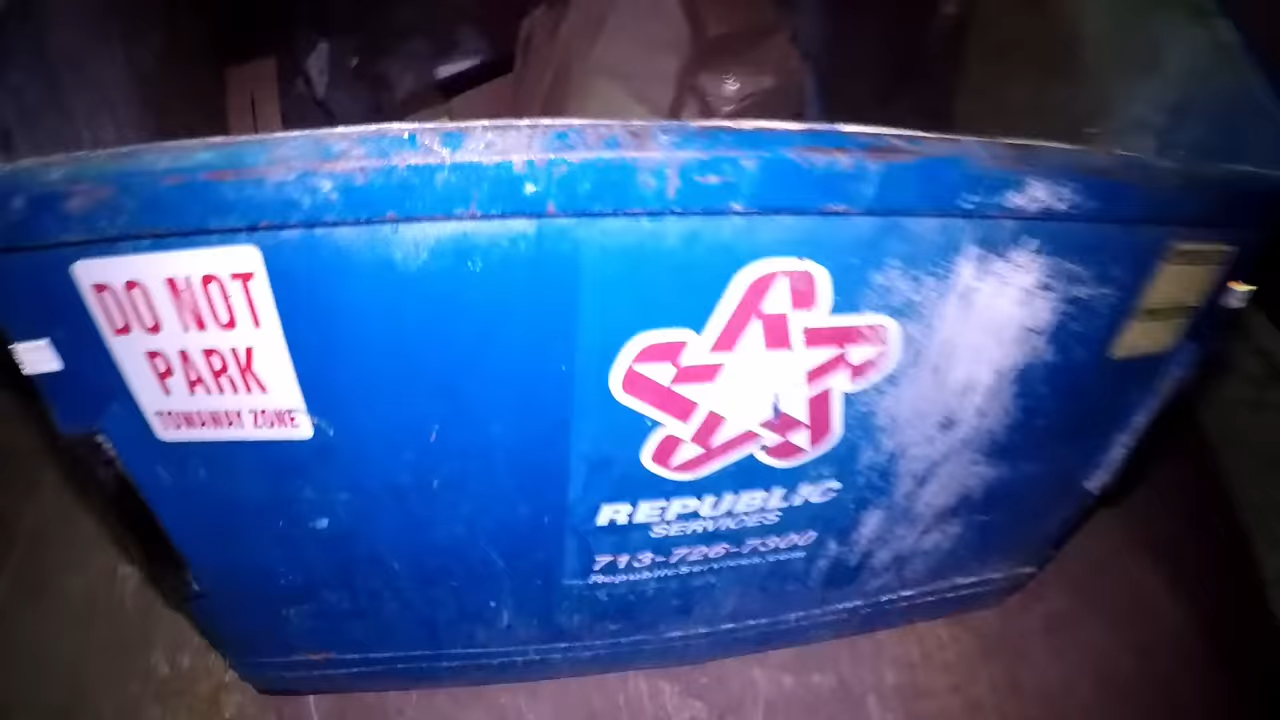 DO NOT
PARK
TOWAWAY ZONE
REPUBLIC
SERVICES
713-726-7300
RepublicServices.com